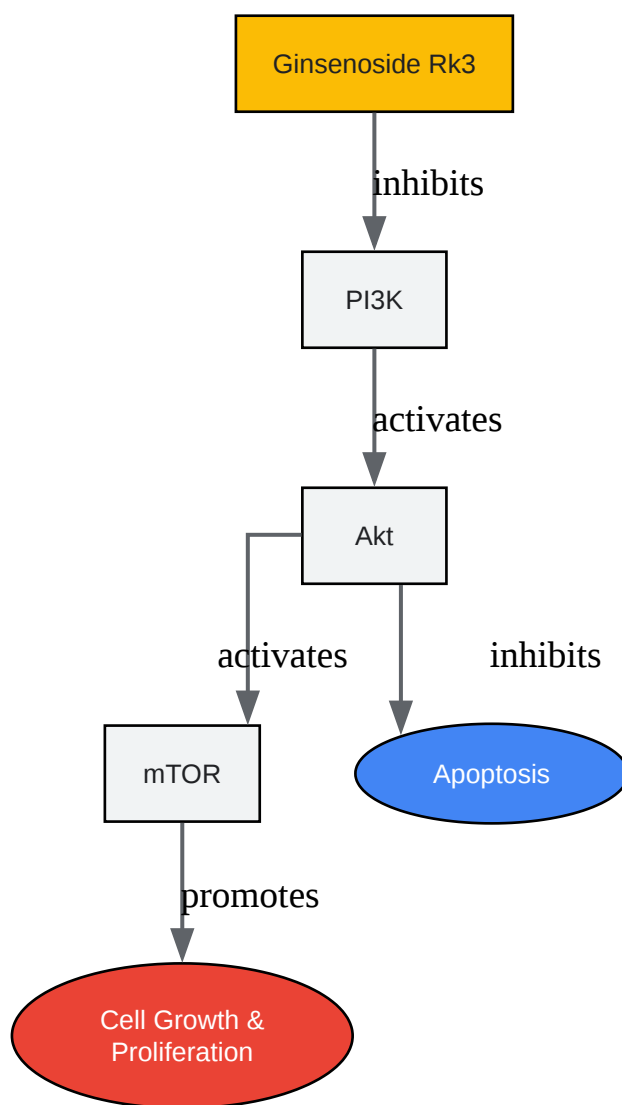 Ginsenoside Rk3
inhibits
PI3K
activates
Akt
activates
inhibits
mTOR
Apoptosis
promotes
Cell Growth &
Proliferation